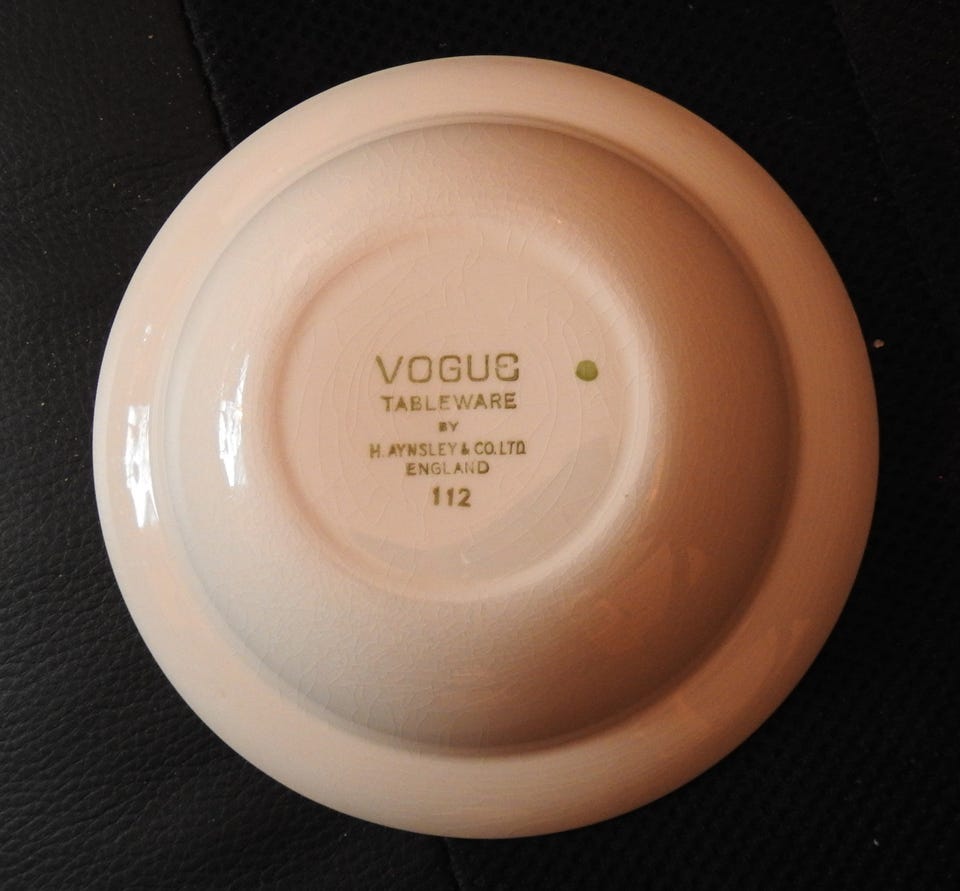 VOGUE
TABLEWARE
BY
H. AYNSLEY & CO. LTD
ENGLAND
112